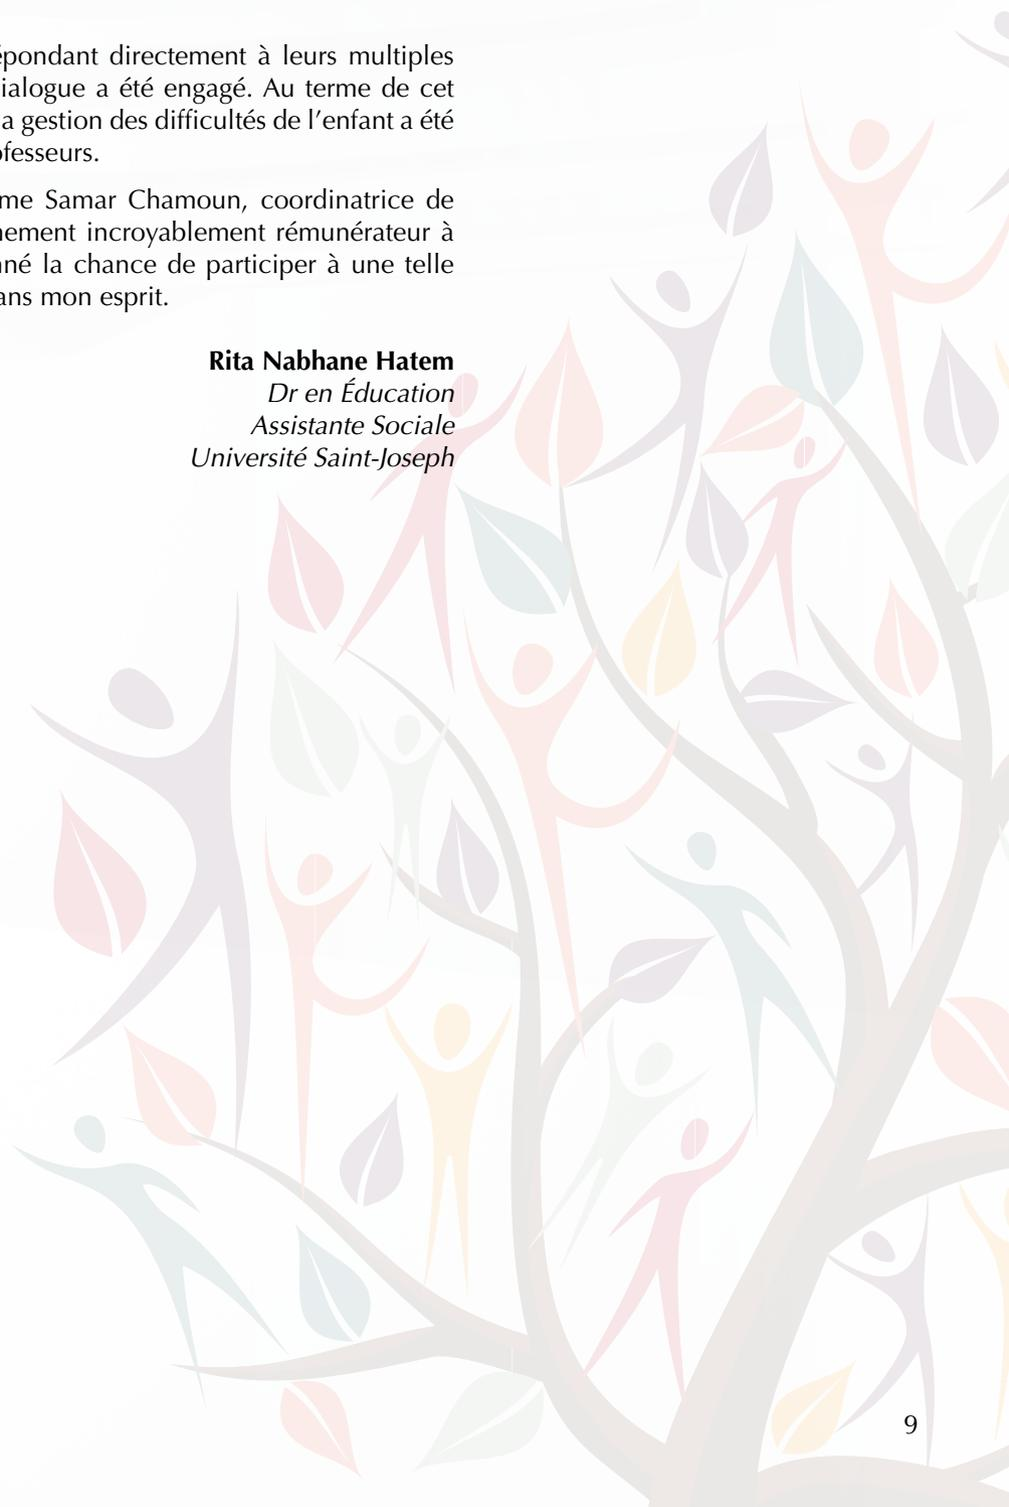 épondant directement à leurs multiples
ialogue a été engagé. Au terme de cet
a gestion des difficultés de l'enfant a été
ofesseurs.
me Samar Chamoun, coordinatrice de
nement incroyablement rémunérateur à
né la chance de participer à une telle
ans mon esprit.
Rita Nabhane Hatem
Dr en Éducation
Assistante Sociale
Université Saint-Joseph
9